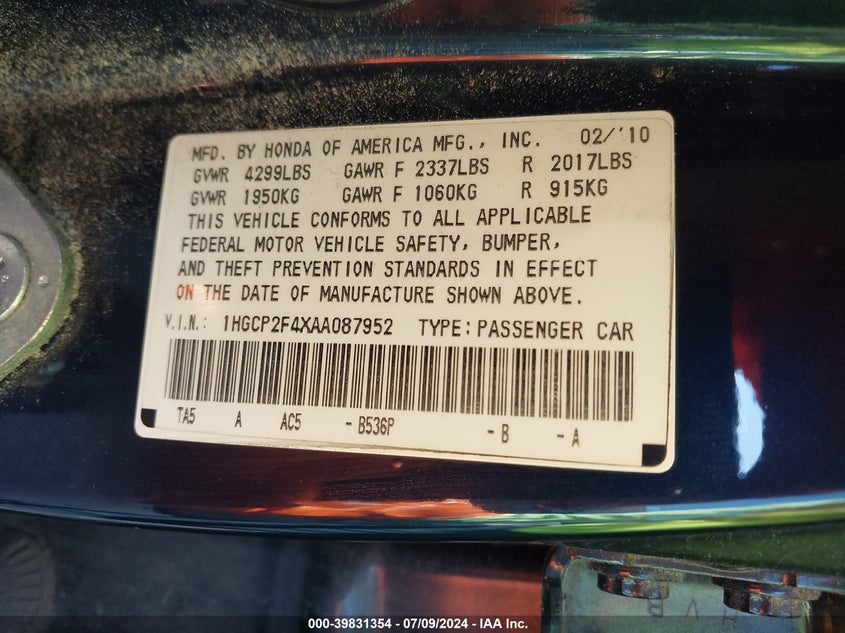 MFD. BY HONDA OF AMERICA MFG., INC. 02/'10
GVWR 4299LBS GAWR F 2337LBS R 2017LBS
GVWR 1950KG GAWR F 1060KG R 915KG
THIS VEHICLE CONFORMS TO ALL APPLICABLE
FEDERAL MOTOR VEHICLE SAFETY, BUMPER,
AND THEFT PREVENTION STANDARDS IN EFFECT
ON THE DATE OF MANUFACTURE SHOWN ABOVE.
V.I.N.: 1HGCP2F4XAA087952 TYPE: PASSENGER CAR
TA5 A AC5 - B536P - B - A
HVB
000-39831354 - 07/09/2024 - IAA Inc.